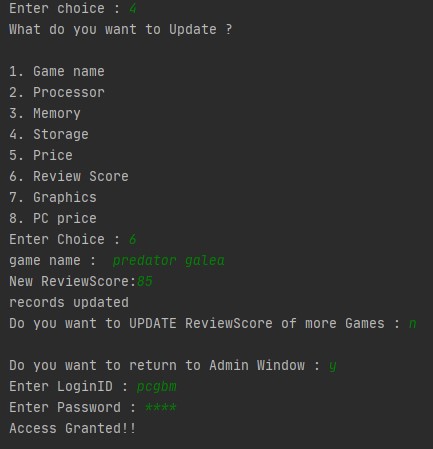 Enter choice : 4
What do you want to Update ?
1. Game name
2. Processor
3. Memory
4. Storage
5. Price
6. Review Score
7. Graphics
8. PC price
Enter Choice : 6
game name :  predator galea
New ReviewScore:85
records updated
Do you want to UPDATE ReviewScore of more Games : n
Do you want to return to Admin Window : y
Enter LoginID : pcgbm
Enter Password : ****
Access Granted!!